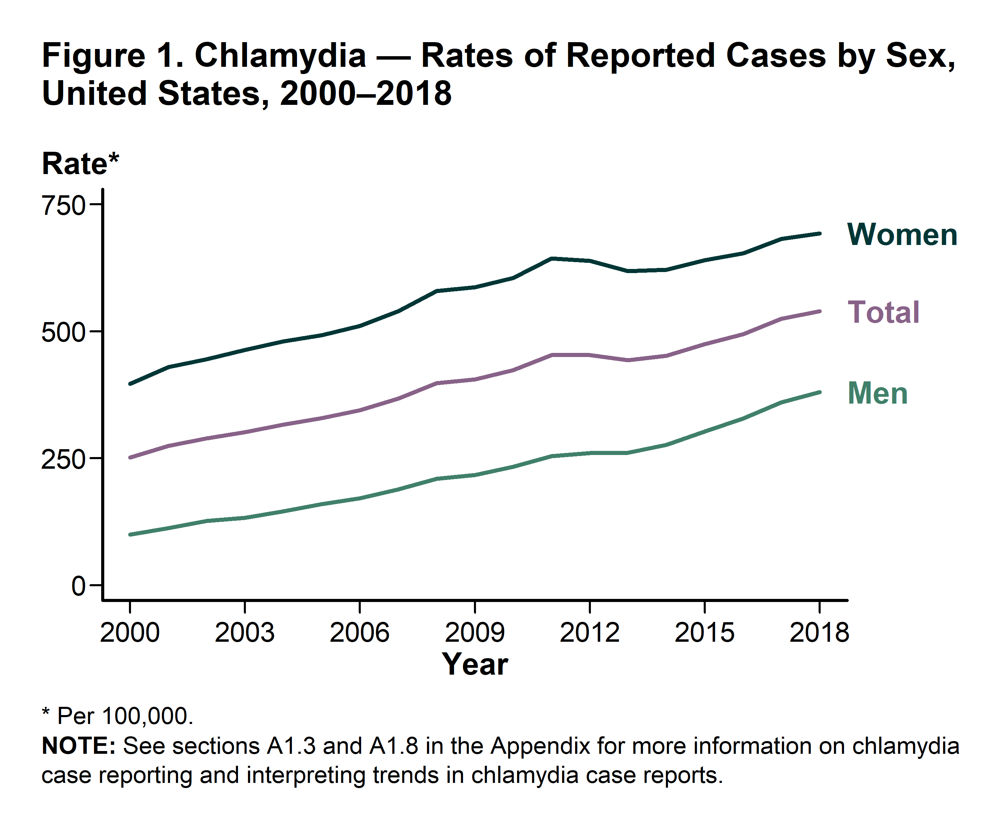 Figure 1. Chlamydia — Rates of Reported Cases by Sex,
United States, 2000–2018
Rate*
750
500
250
0
Women
Total
Men
2000 2003 2006 2009 2012 2015 2018
Year
* Per 100,000.
NOTE: See sections A1.3 and A1.8 in the Appendix for more information on chlamydia
case reporting and interpreting trends in chlamydia case reports.